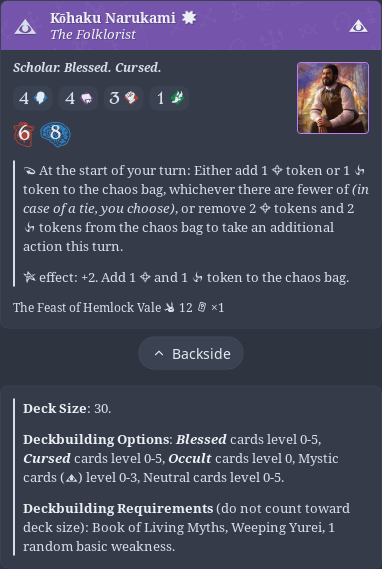 Kōhaku Narukami
The Folklorist
Scholar. Blessed. Cursed.
4 4 3 1
6 8
At the start of your turn: Either add 1 token or 1
token to the chaos bag, whichever there are fewer of (in
case of a tie, you choose), or remove 2 tokens and 2
tokens from the chaos bag to take an additional
action this turn.
effect: +2. Add 1 and 1 token to the chaos bag.
The Feast of Hemlock Vale 12 ×1
Backside
Deck Size: 30.
Deckbuilding Options: Blessed cards level 0-5,
Cursed cards level 0-5, Occult cards level 0, Mystic
cards () level 0-3, Neutral cards level 0-5.
Deckbuilding Requirements (do not count toward
deck size): Book of Living Myths, Weeping Yurei, 1
random basic weakness.